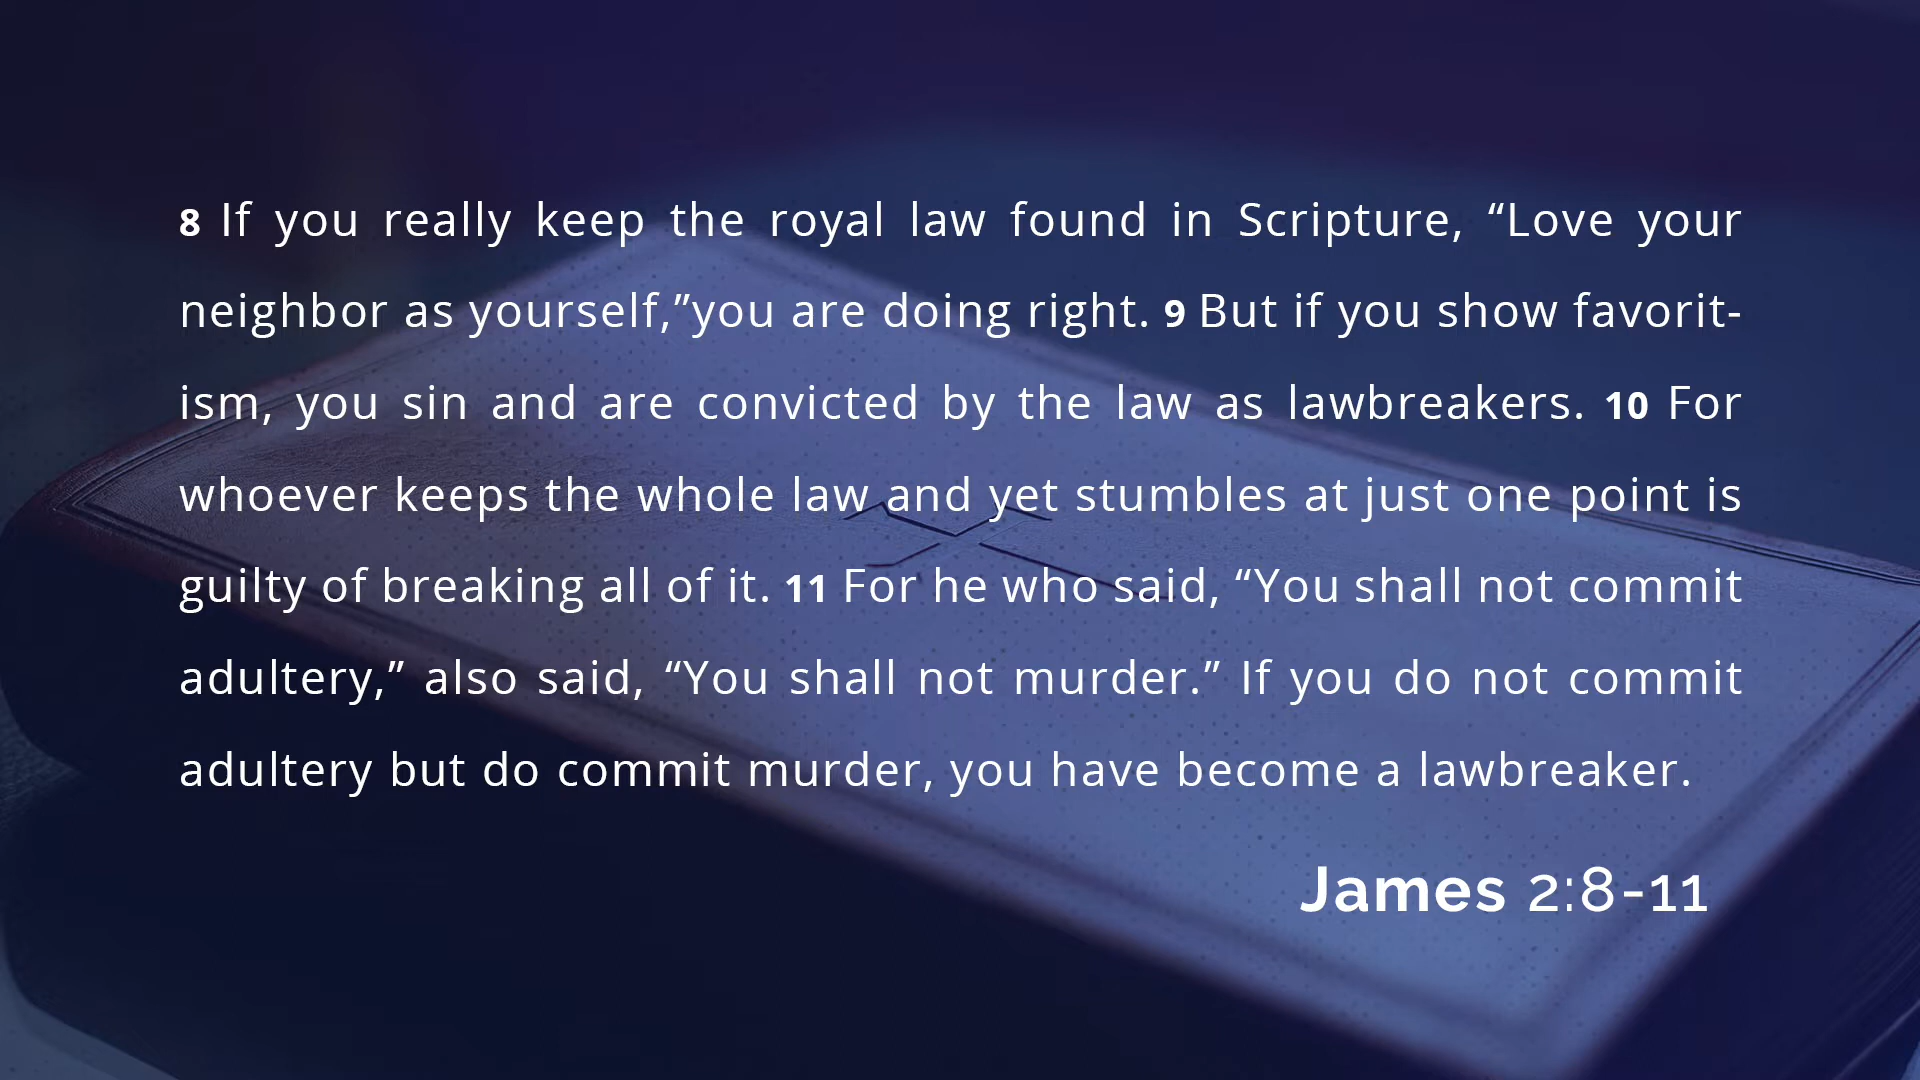 8 If you really keep the royal law found in Scripture, “Love your
neighbor as yourself,”you are doing right. 9 But if you show favorit-
ism, you sin and are convicted by the law as lawbreakers. 10 For
whoever keeps the whole law and yet stumbles at just one point is
guilty of breaking all of it. 11 For he who said, “You shall not commit
adultery,” also said, “You shall not murder.” If you do not commit
adultery but do commit murder, you have become a lawbreaker.
James 2:8-11